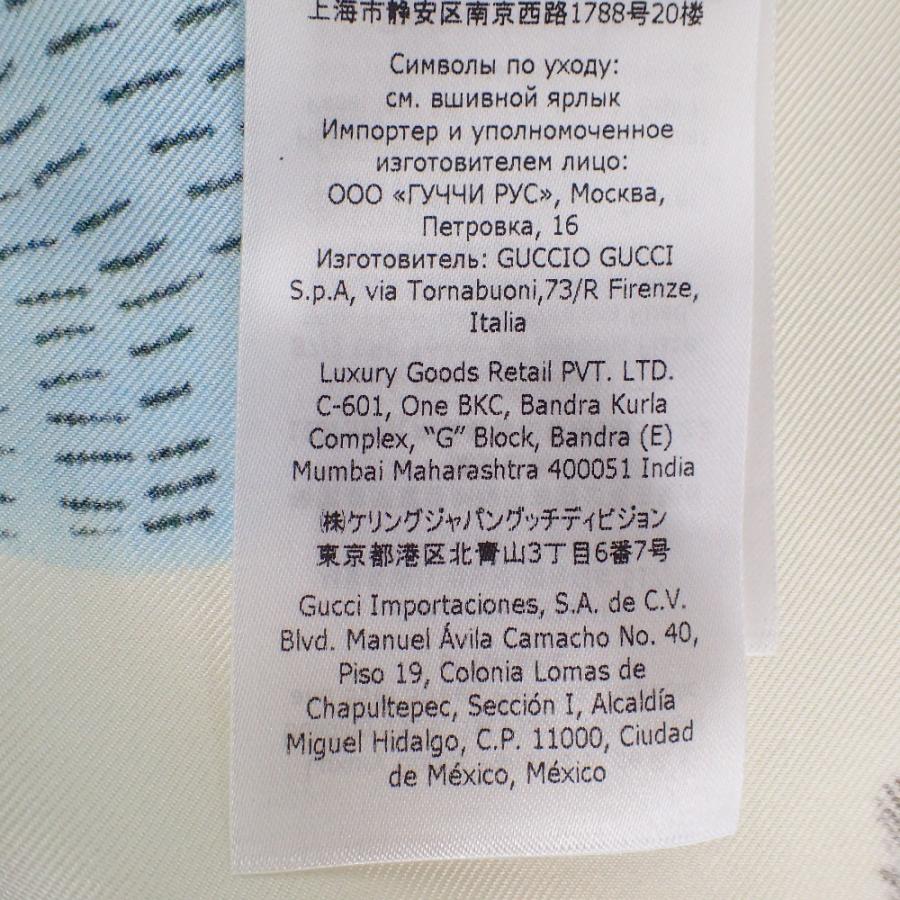 上海市静安区南京西路1788号20楼
Символы по уходу:
см. вшивной ярлык
Импортер и уполномоченное
изготовителем лицо:
ООО «ГУЧЧИ РУС», Москва,
Петровка, 16
Изготовитель: GUCCIO GUCCI
S.p.A, via Tornabuoni,73/R Firenze,
Italia
Luxury Goods Retail PVT. LTD.
C-601, One BKC, Bandra Kurla
Complex, “G” Block, Bandra (E)
Mumbai Maharashtra 400051 India
㈱ケリングジャパングッチディビジョン
東京都港区北青山3丁目6番7号
Gucci Importaciones, S.A. de C.V.
Blvd. Manuel Ávila Camacho No. 40,
Piso 19, Colonia Lomas de
Chapultepec, Sección I, Alcaldía
Miguel Hidalgo, C.P. 11000, Ciudad
de México, México